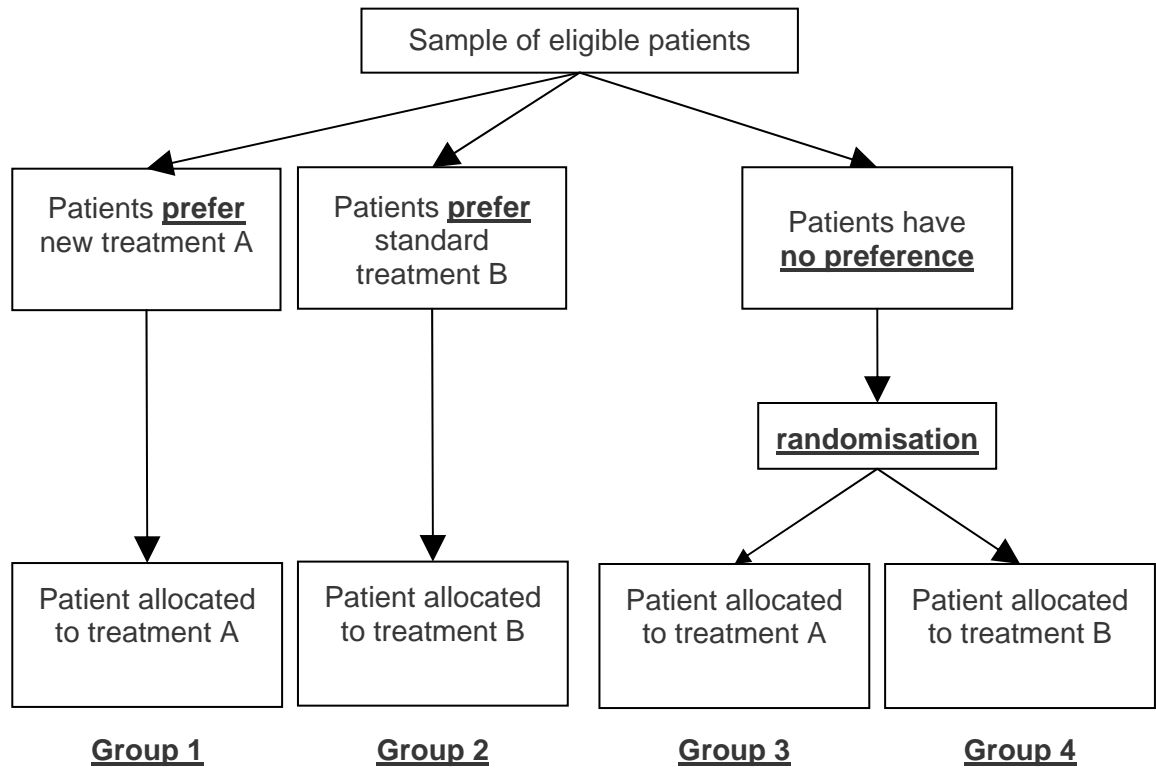 Sample of eligible patients
Patients prefer
new treatment A
Patients prefer
standard
treatment B
Patients have
no preference
randomisation
Patient allocated
to treatment A
Patient allocated
to treatment B
Patient allocated
to treatment A
Patient allocated
to treatment B
Group 1
Group 2
Group 3
Group 4